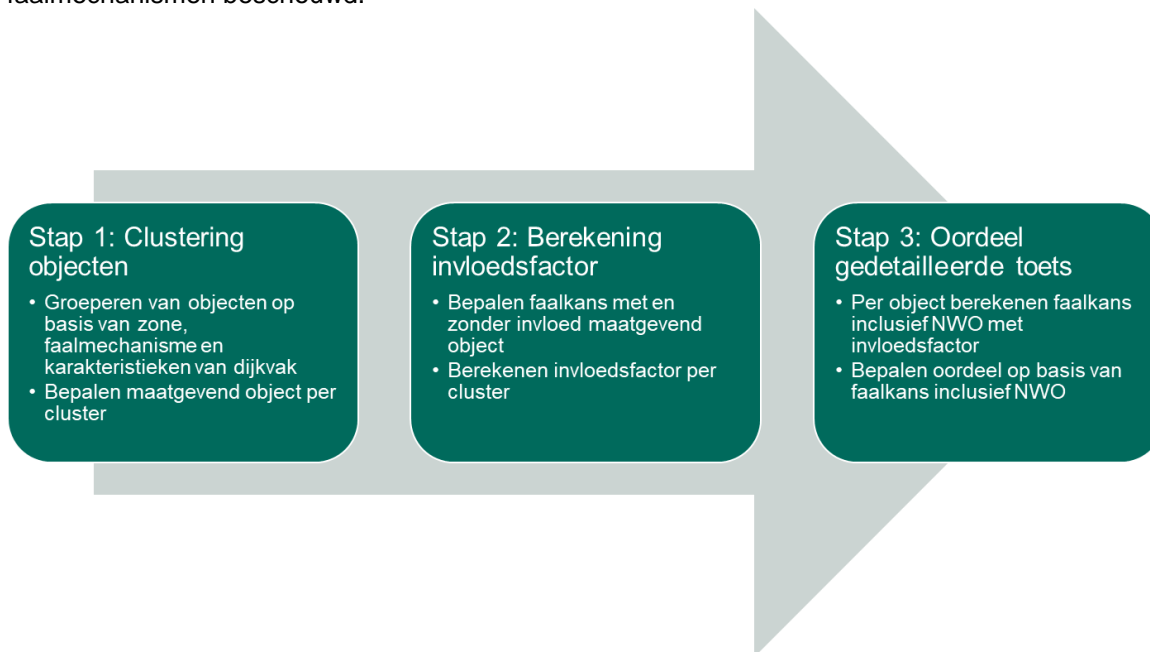 faalmechanismen beschouwd.
Stap 1: Clustering
objecten
• Groeperen van objecten op
basis van zone,
faalmechanisme en
karakteristieken van dijkvak
• Bepalen maatgevend object per
cluster
Stap 2: Berekening
invloedsfactor
• Bepalen faalkans met en
zonder invloed maatgevend
object
• Berekenen invloedsfactor per
cluster
Stap 3: Oordeel
gedetailleerde toets
• Per object berekenen faalkans
inclusief NWO met
invloedsfactor
• Bepalen oordeel op basis van
faalkans inclusief NWO